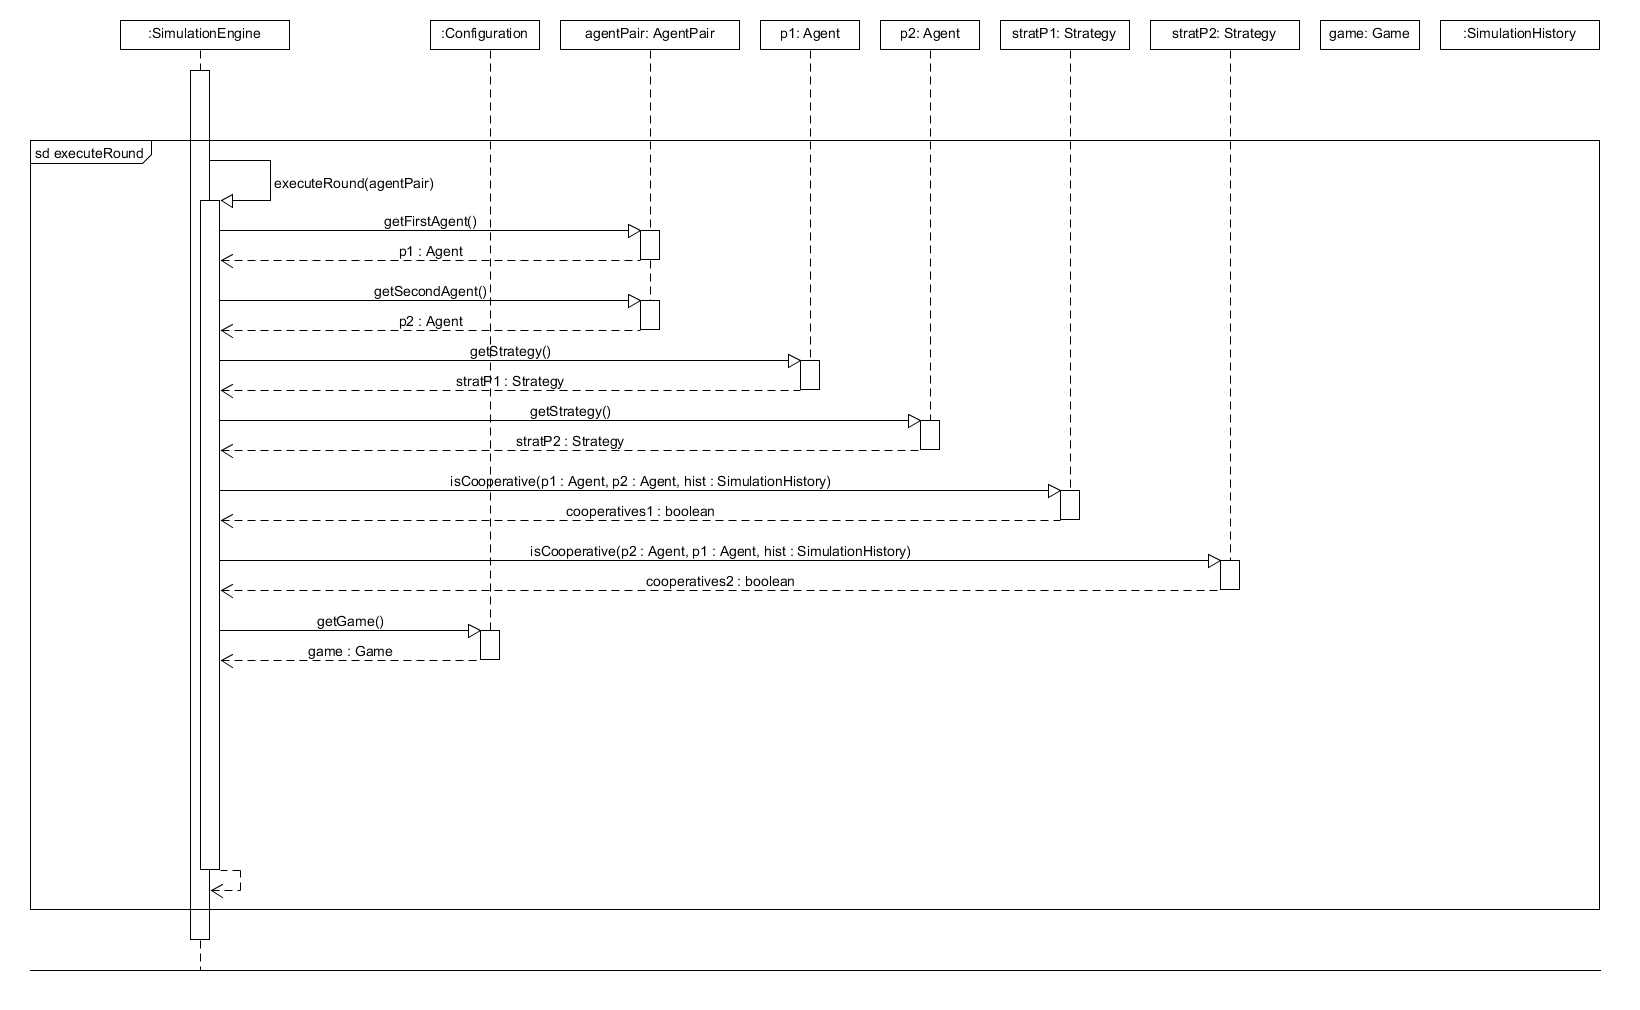 :SimulationEngine
:Configuration
agentPair: AgentPair
p1: Agent
p2: Agent
stratP1: Strategy
stratP2: Strategy
game: Game
:SimulationHistory
sd executeRound
executeRound(agentPair)
getFirstAgent()
p1 : Agent
getSecondAgent()
p2 : Agent
getStrategy()
stratP1 : Strategy
getStrategy()
stratP2 : Strategy
isCooperative(p1 : Agent, p2 : Agent, hist : SimulationHistory)
cooperatives1 : boolean
isCooperative(p2 : Agent, p1 : Agent, hist : SimulationHistory)
cooperatives2 : boolean
getGame()
game : Game